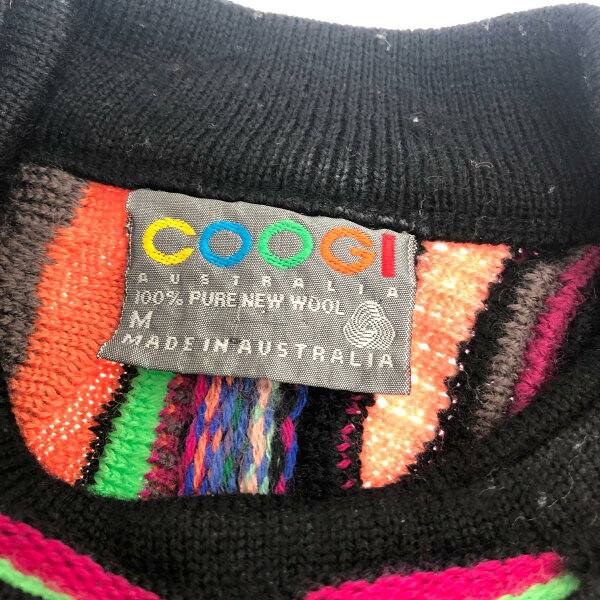 COOGI
AUSTRALIA
100% PURE NEW WOOL
M
MADE IN AUSTRALIA